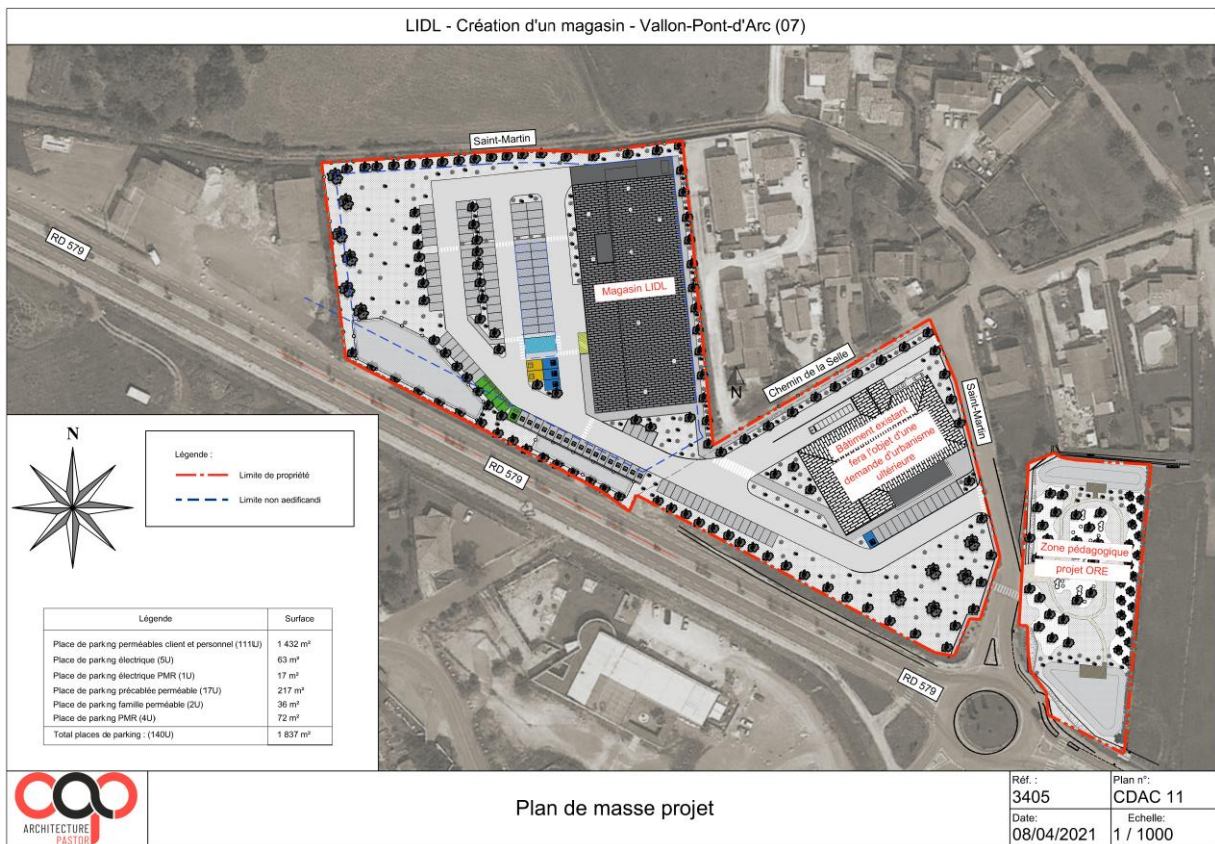 LIDL - Création d'un magasin - Vallon-Pont-d'Arc (07)
Saint-Martin
RD 579
Magasin LIDL
N
Chemin de la Selle
Saint-Martin
Bâtiment existant
fera l'objet d'une
demande d'urbanisme
ultérieure
RD 579
Zone pédagogique
projet ORE
RD 579
N
Légende :
Limite de propriété
Limite non aedificandi
Légende Surface
Place de parking perméables client et personnel (111U) 1 432 m²
Place de parking électrique (5U) 63 m²
Place de parking électrique PMR (1U) 17 m²
Place de parking précablée perméable (17U) 217 m²
Place de parking famille perméable (2U) 36 m²
Place de parking PMR (4U) 72 m²
Total places de parking : (140U) 1 837 m²
cap
ARCHITECTURE
PASTOR
Plan de masse projet
Réf. :
3405
Plan n°:
CDAC 11
Date:
08/04/2021
Echelle:
1 / 1000